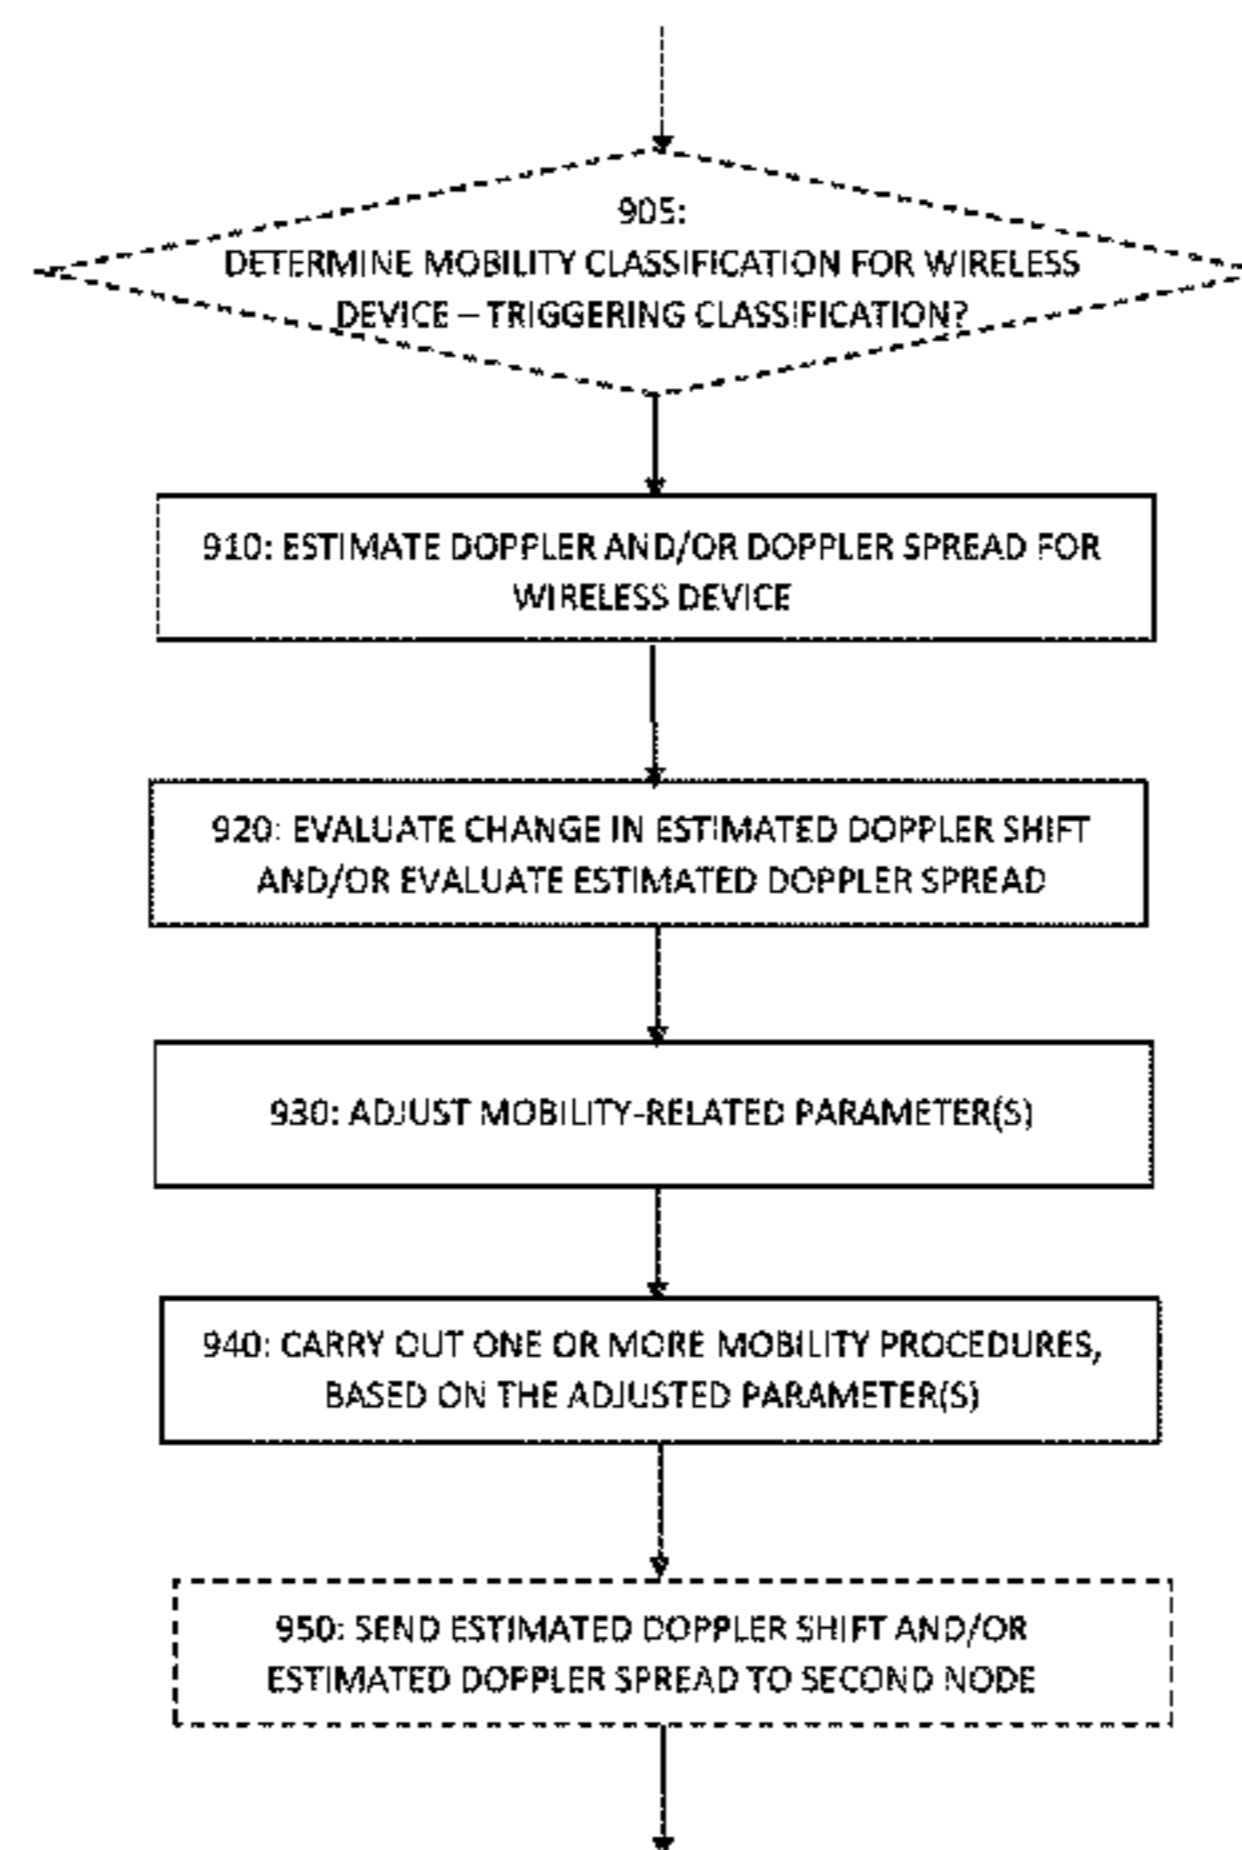 905:
DETERMINE MOBILITY CLASSIFICATION FOR WIRELESS
DEVICE – TRIGGERING CLASSIFICATION?
910: ESTIMATE DOPPLER AND/OR DOPPLER SPREAD FOR
WIRELESS DEVICE
920: EVALUATE CHANGE IN ESTIMATED DOPPLER SHIFT
AND/OR EVALUATE ESTIMATED DOPPLER SPREAD
930: ADJUST MOBILITY-RELATED PARAMETER(S)
940: CARRY OUT ONE OR MORE MOBILITY PROCEDURES,
BASED ON THE ADJUSTED PARAMETER(S)
950: SEND ESTIMATED DOPPLER SHIFT AND/OR
ESTIMATED DOPPLER SPREAD TO SECOND NODE